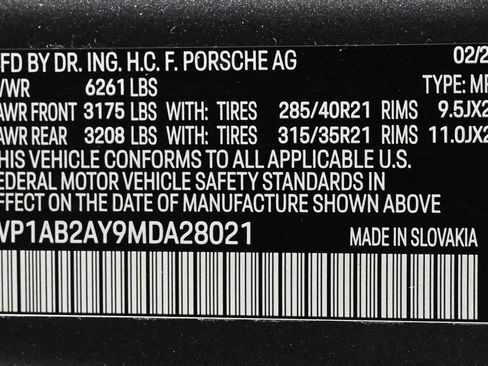 MFD BY DR. ING. H.C. F. PORSCHE AG 02/2
VWR 6261 LBS TYPE: MP
AWR FRONT 3175 LBS WITH: TIRES 285/40R21 RIMS 9.5JX2
AWR REAR 3208 LBS WITH: TIRES 315/35R21 RIMS 11.0JX2
THIS VEHICLE CONFORMS TO ALL APPLICABLE U.S.
FEDERAL MOTOR VEHICLE SAFETY STANDARDS IN
EFFECT ON THE DATE OF MANUFACTURE SHOWN ABOVE
WP1AB2AY9MDA28021 MADE IN SLOVAKIA